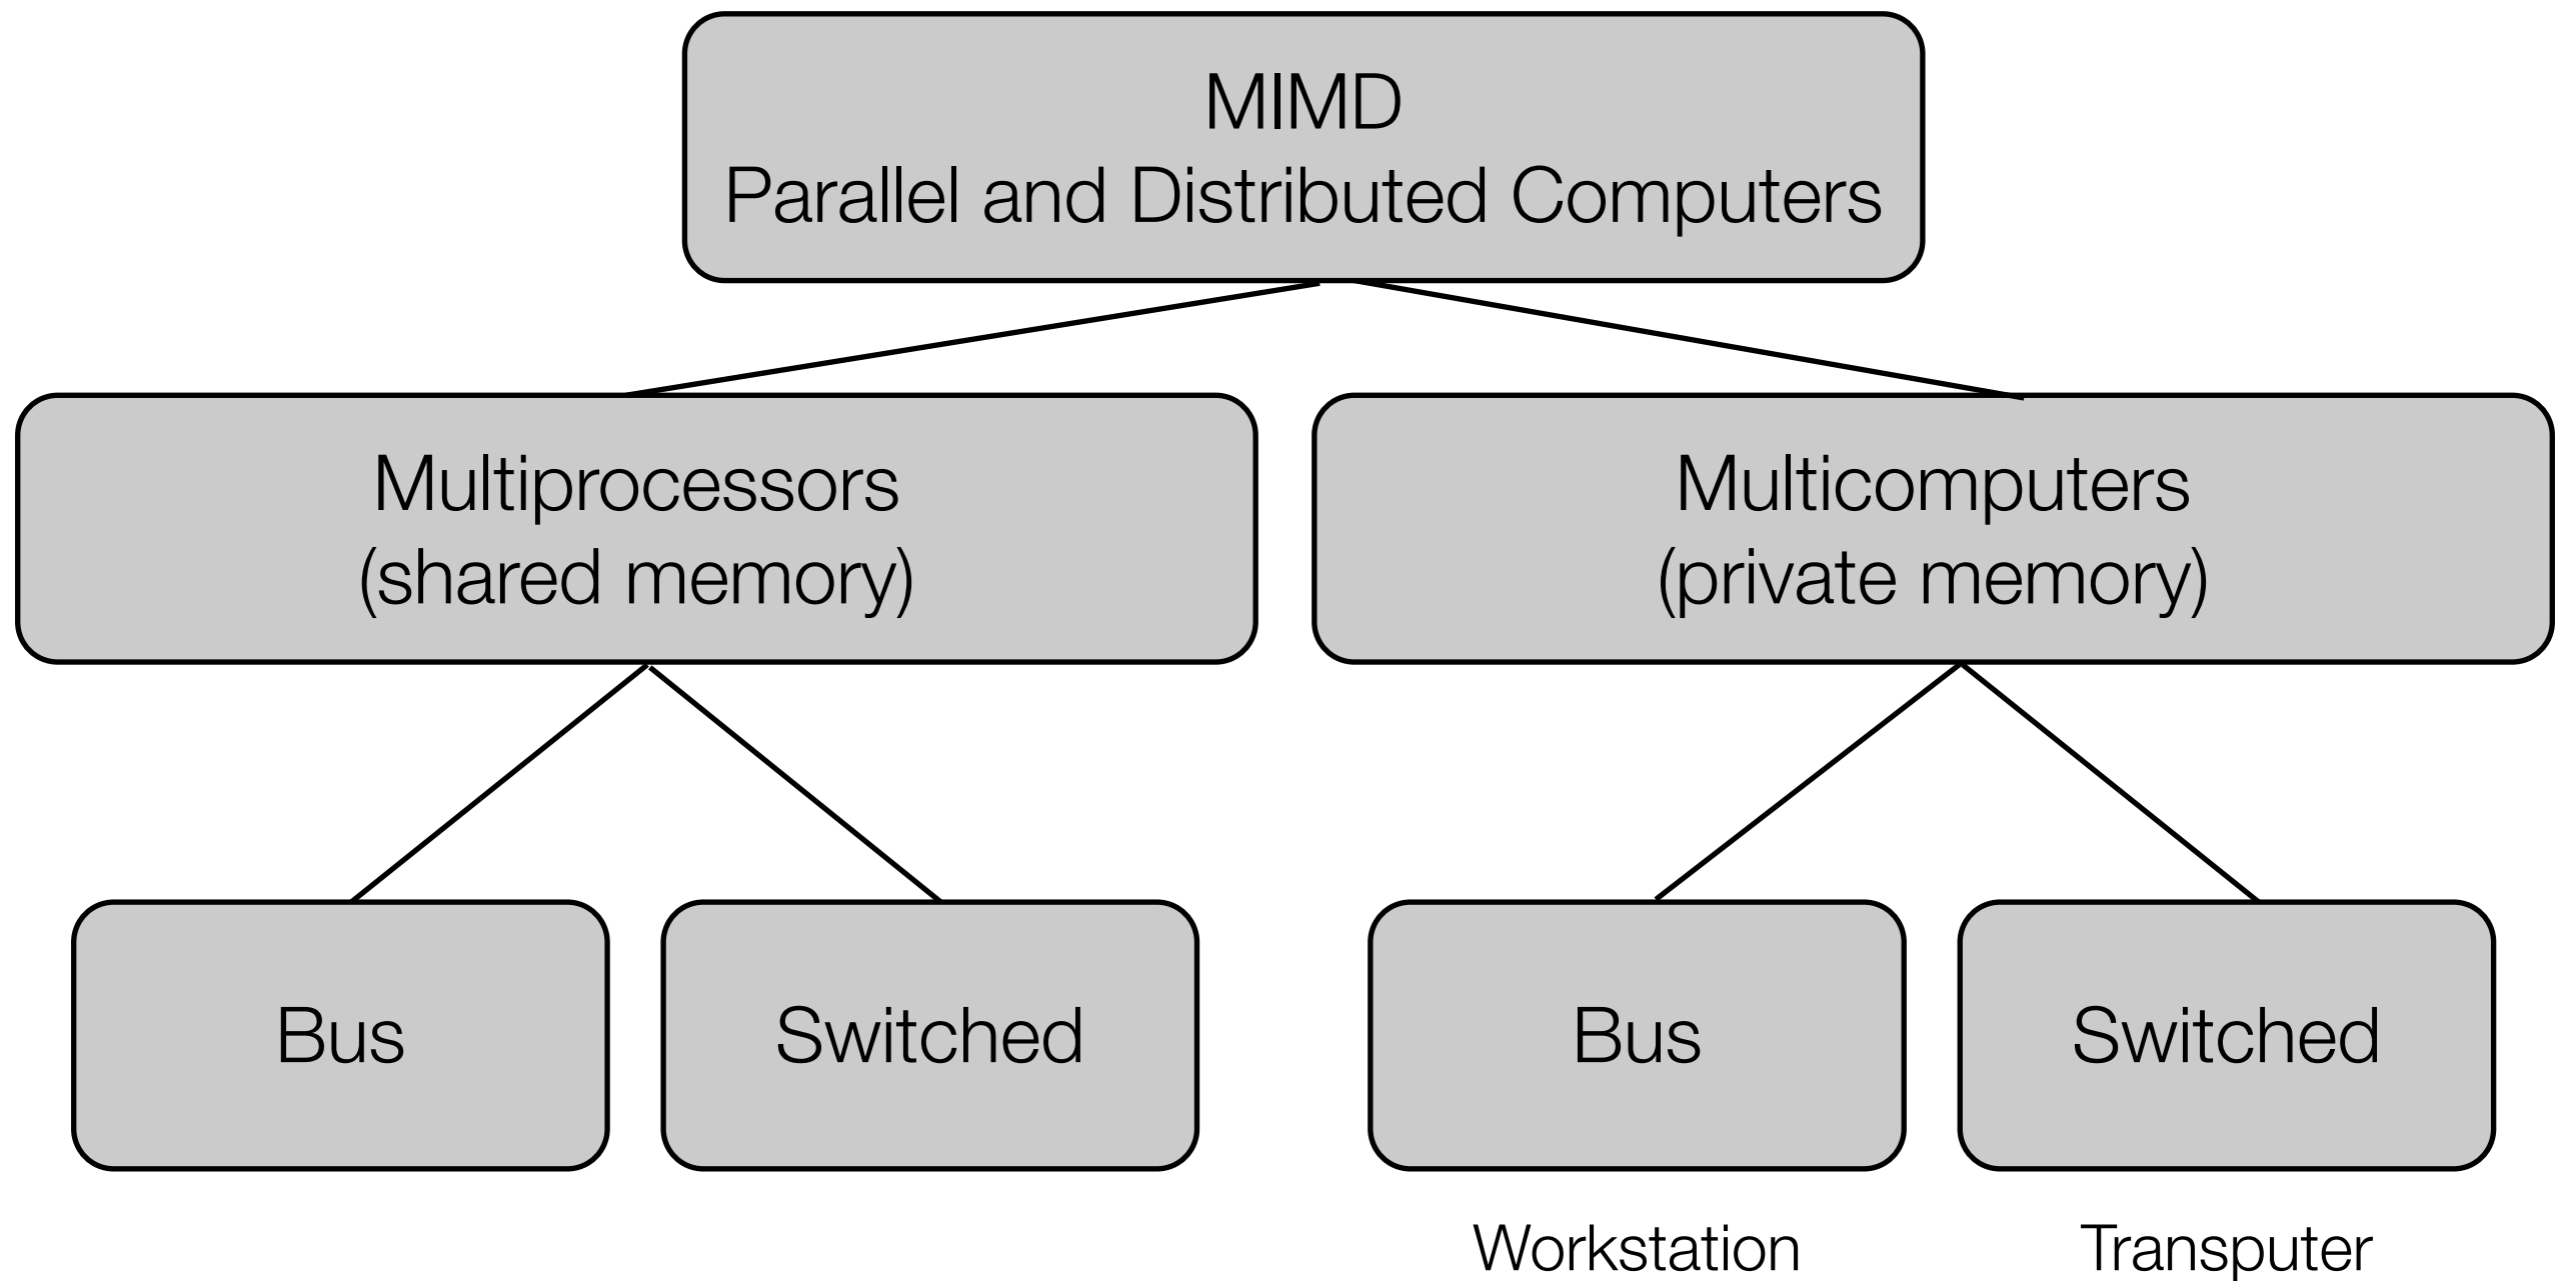 MIMD
Parallel and Distributed Computers
Multiprocessors
(shared memory)
Multicomputers
(private memory)
Bus
Switched
Bus
Switched
Workstation
Transputer